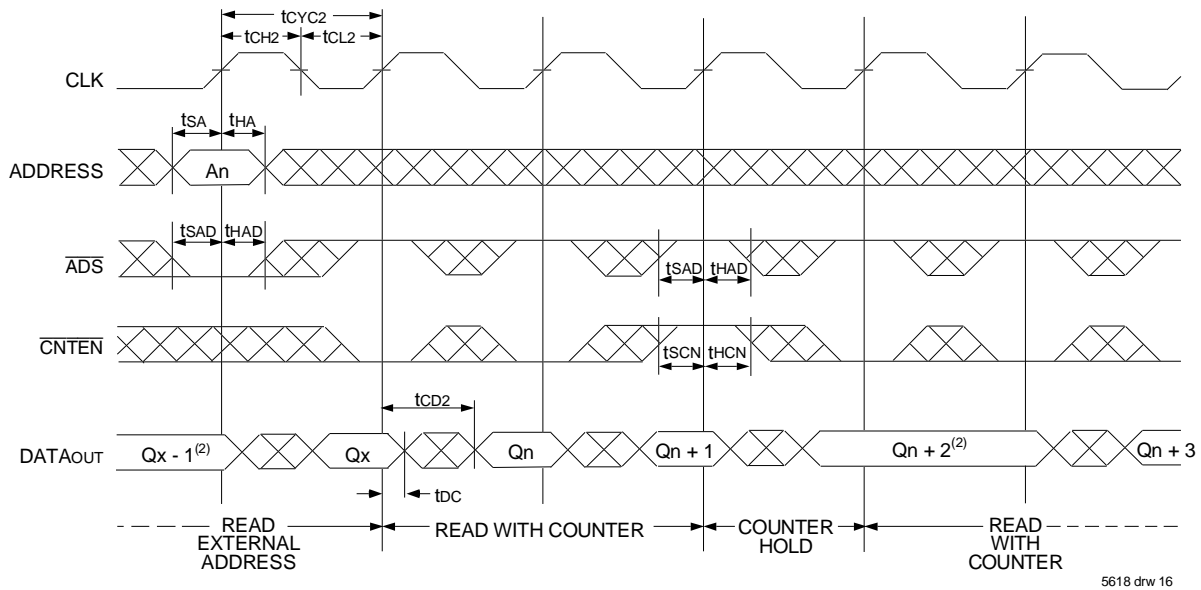 tCYC2
tCH2 tCL2
CLK
tSA tHA
ADDRESS An
tSAD tHAD
ADS
tSAD tHAD
CNTEN
tSCN tHCN
tCD2
DATAOUT Qx - 1(2) Qx Qn Qn + 1 Qn + 2(2) Qn + 3
tDC
READ EXTERNAL ADDRESS
READ WITH COUNTER
COUNTER HOLD
READ WITH COUNTER
5618 drw 16